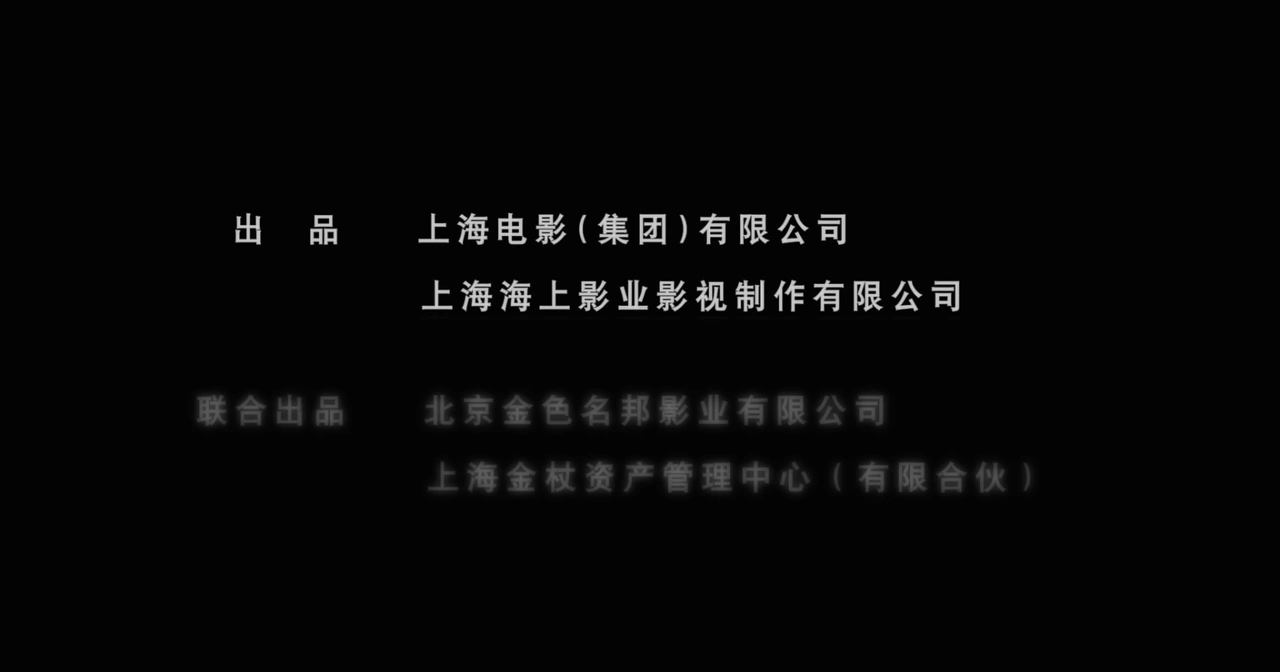 出 品 上海电影(集团)有限公司
上海海上影业影视制作有限公司
联合出品 北京金色名邦影业有限公司
上海金杖资产管理中心（有限合伙）